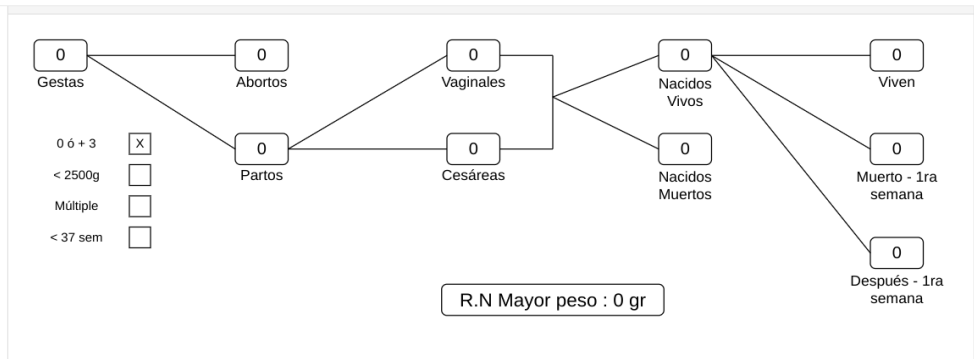 0
Gestas
0
Abortos
0
Vaginales
0
Nacidos
Vivos
0
Viven
0 ó + 3
X
< 2500g
Múltiple
< 37 sem
0
Partos
0
Cesáreas
0
Nacidos
Muertos
0
Muerto - 1ra
semana
0
Después - 1ra
semana
R.N Mayor peso : 0 gr